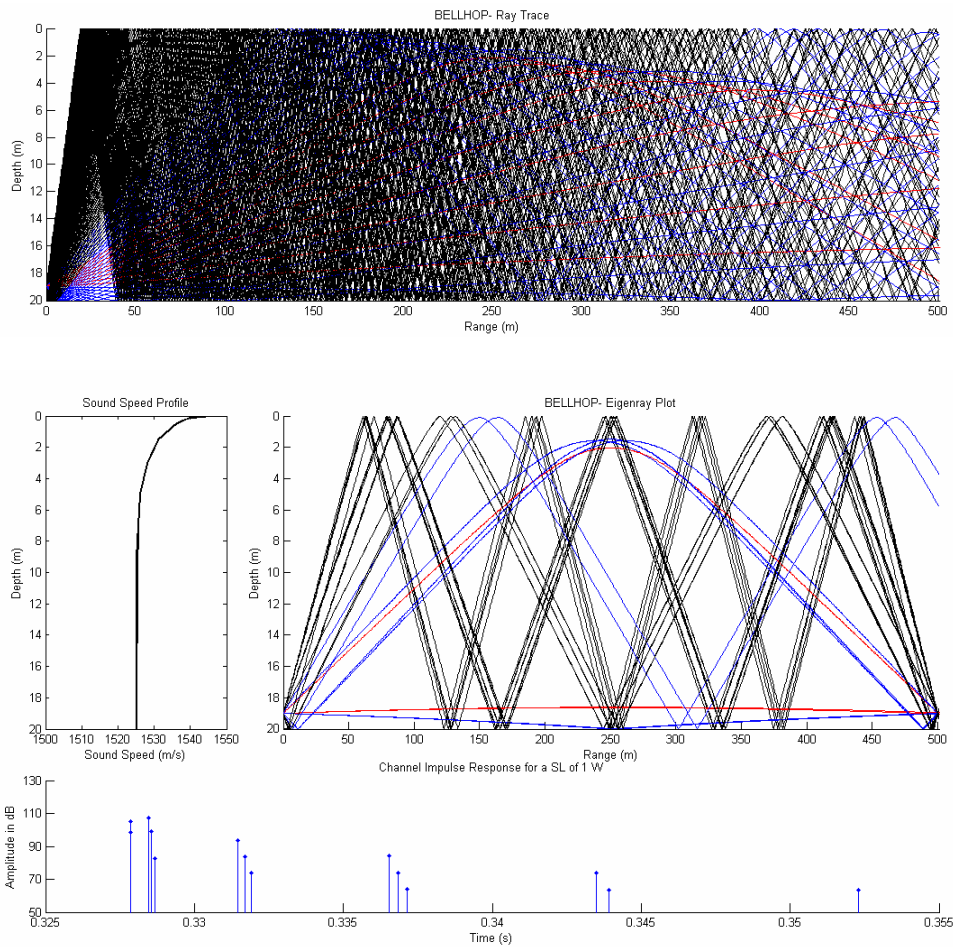 BELLHOP- Ray Trace
0
2
4
6
8
10
12
14
16
18
20
Depth (m)
0 50 100 150 200 250 300 350 400 450 500
Range (m)
Sound Speed Profile
0
2
4
6
8
10
12
14
16
18
20
Depth (m)
1500 1510 1520 1530 1540 1550
Sound Speed (m/s)
BELLHOP- Eigenray Plot
0
2
4
6
8
10
12
14
16
18
20
Depth (m)
0 50 100 150 200 250 300 350 400 450 500
Range (m)
Channel Impulse Response for a SL of 1 W
130
110
90
70
50
Amplitude in dB
0.325 0.33 0.335 0.34 0.345 0.35 0.355
Time (s)